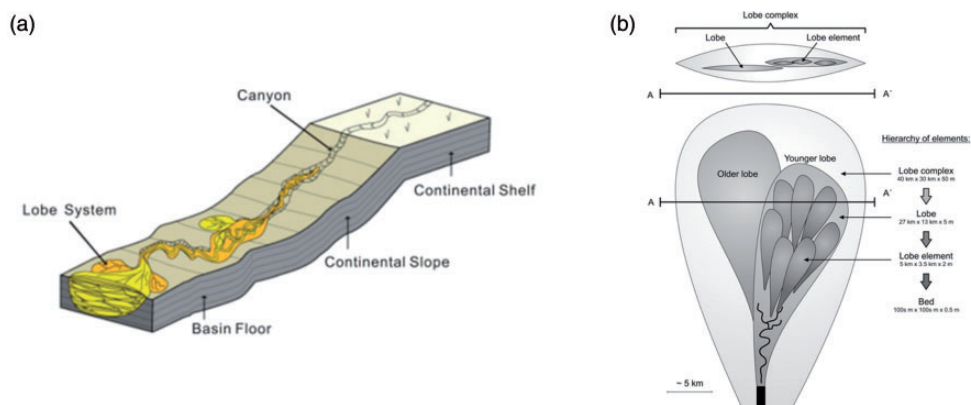 (a)
Canyon
Lobe System
Continental Shelf
Continental Slope
Basin Floor
(b)
Lobe complex
Lobe
Lobe element
A
A´
Hierarchy of elements:
Younger lobe
Older lobe
Lobe complex
40 km x 30 km x 50 m
A
A´
Lobe
27 km x 13 km x 5 m
Lobe element
5 km x 3.5 km x 2 m
Bed
100s m x 100s m x 0.5 m
~ 5 km